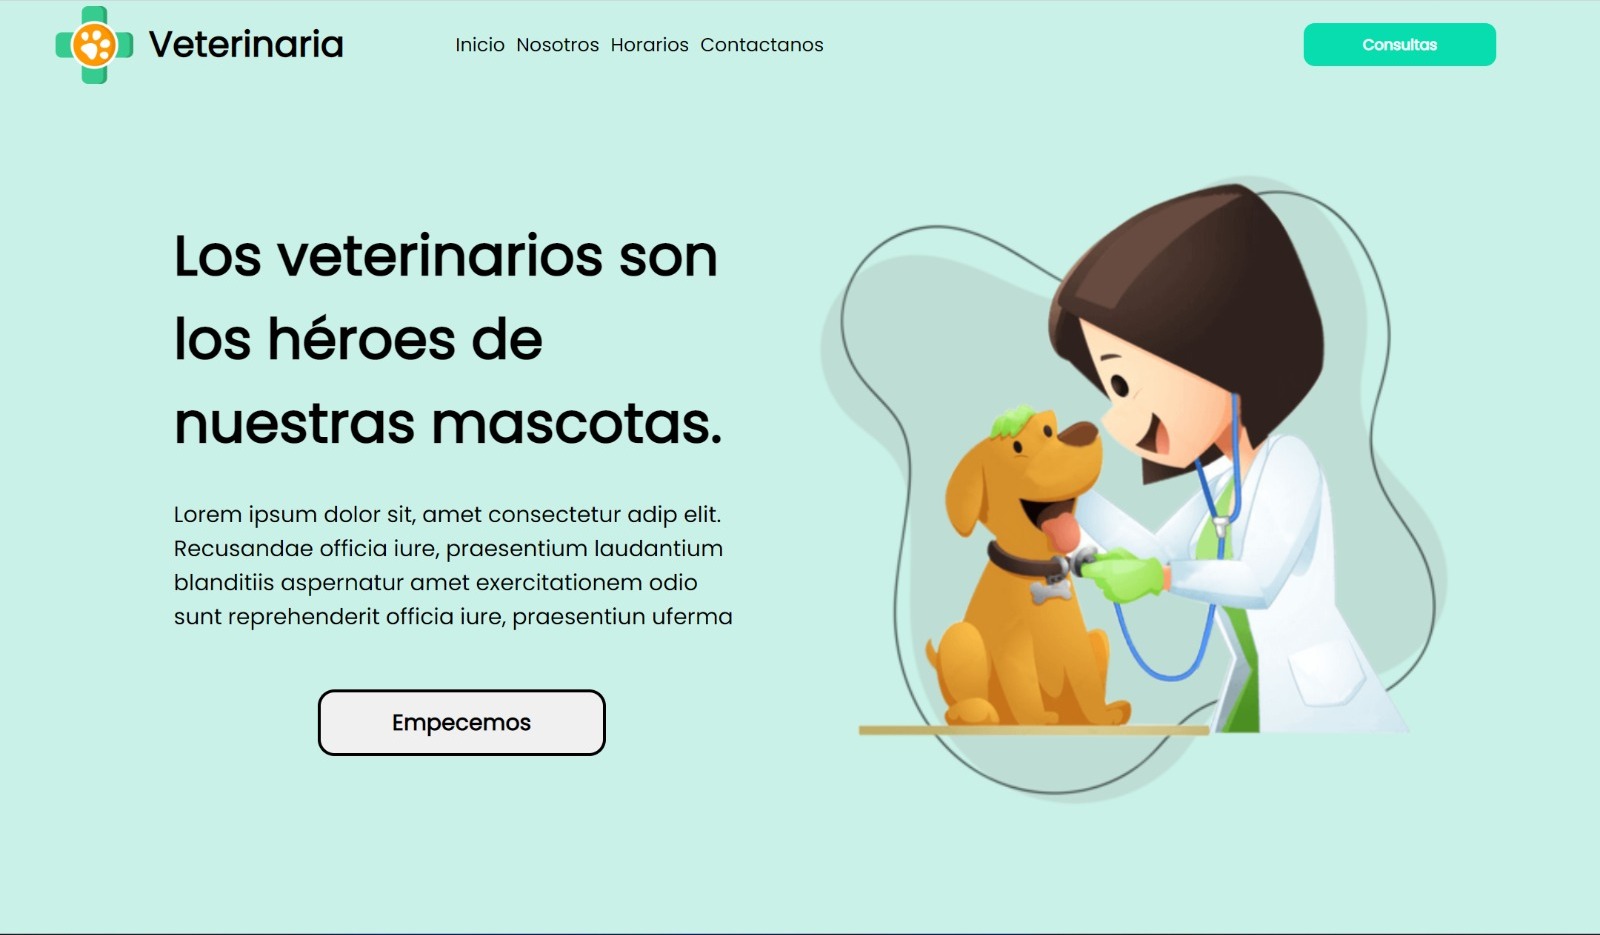 Veterinaria
Inicio Nosotros Horarios Contactanos
Consultas
Los veterinarios son
los héroes de
nuestras mascotas.
Lorem ipsum dolor sit, amet consectetur adip elit.
Recusandae officia iure, praesentium laudantium
blanditiis aspernatur amet exercitationem odio
sunt reprehenderit officia iure, praesentiun uferma
Empecemos